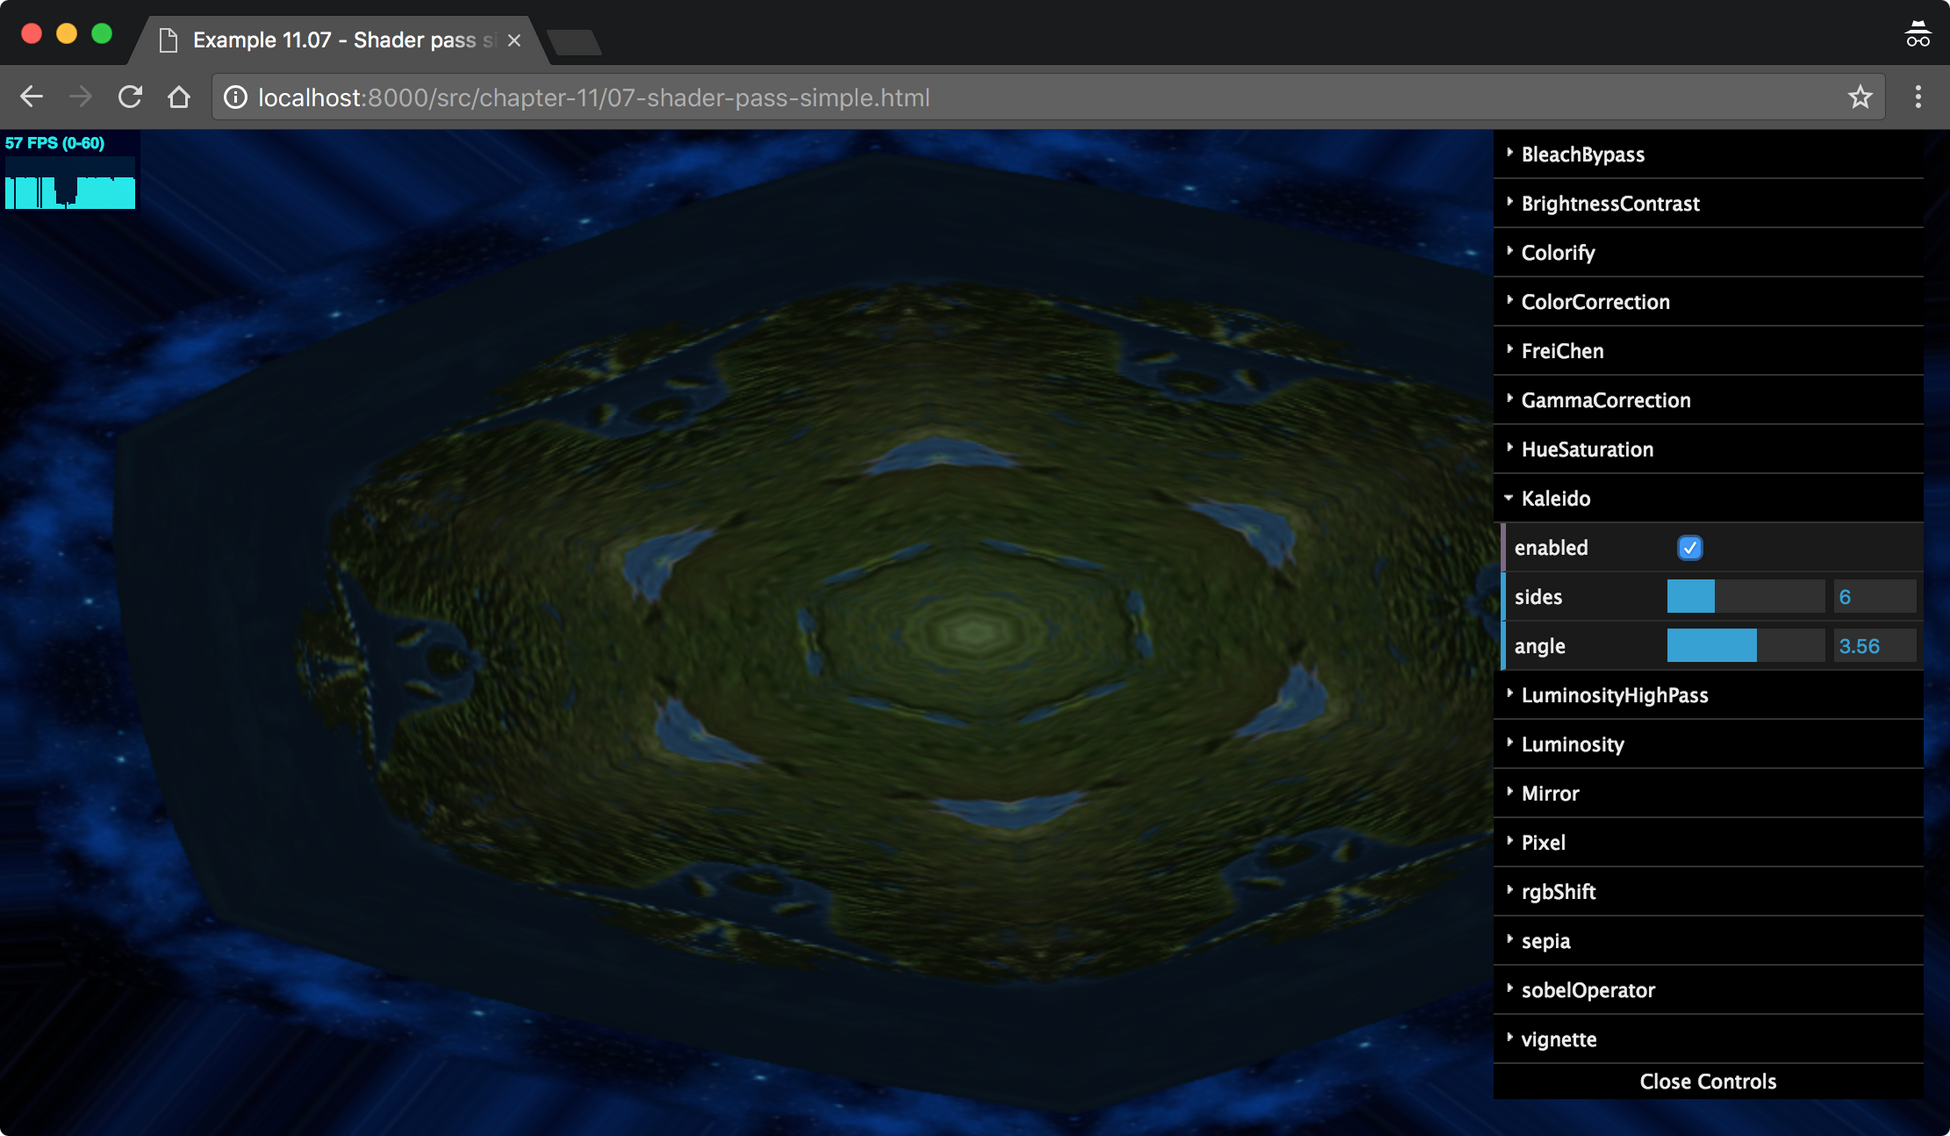 Example 11.07 - Shader pass si
localhost:8000/src/chapter-11/07-shader-pass-simple.html
57 FPS (0-60)
BleachBypass
BrightnessContrast
Colorify
ColorCorrection
FreiChen
GammaCorrection
HueSaturation
Kaleido
enabled
sides 6
angle 3.56
LuminosityHighPass
Luminosity
Mirror
Pixel
rgbShift
sepia
sobelOperator
vignette
Close Controls